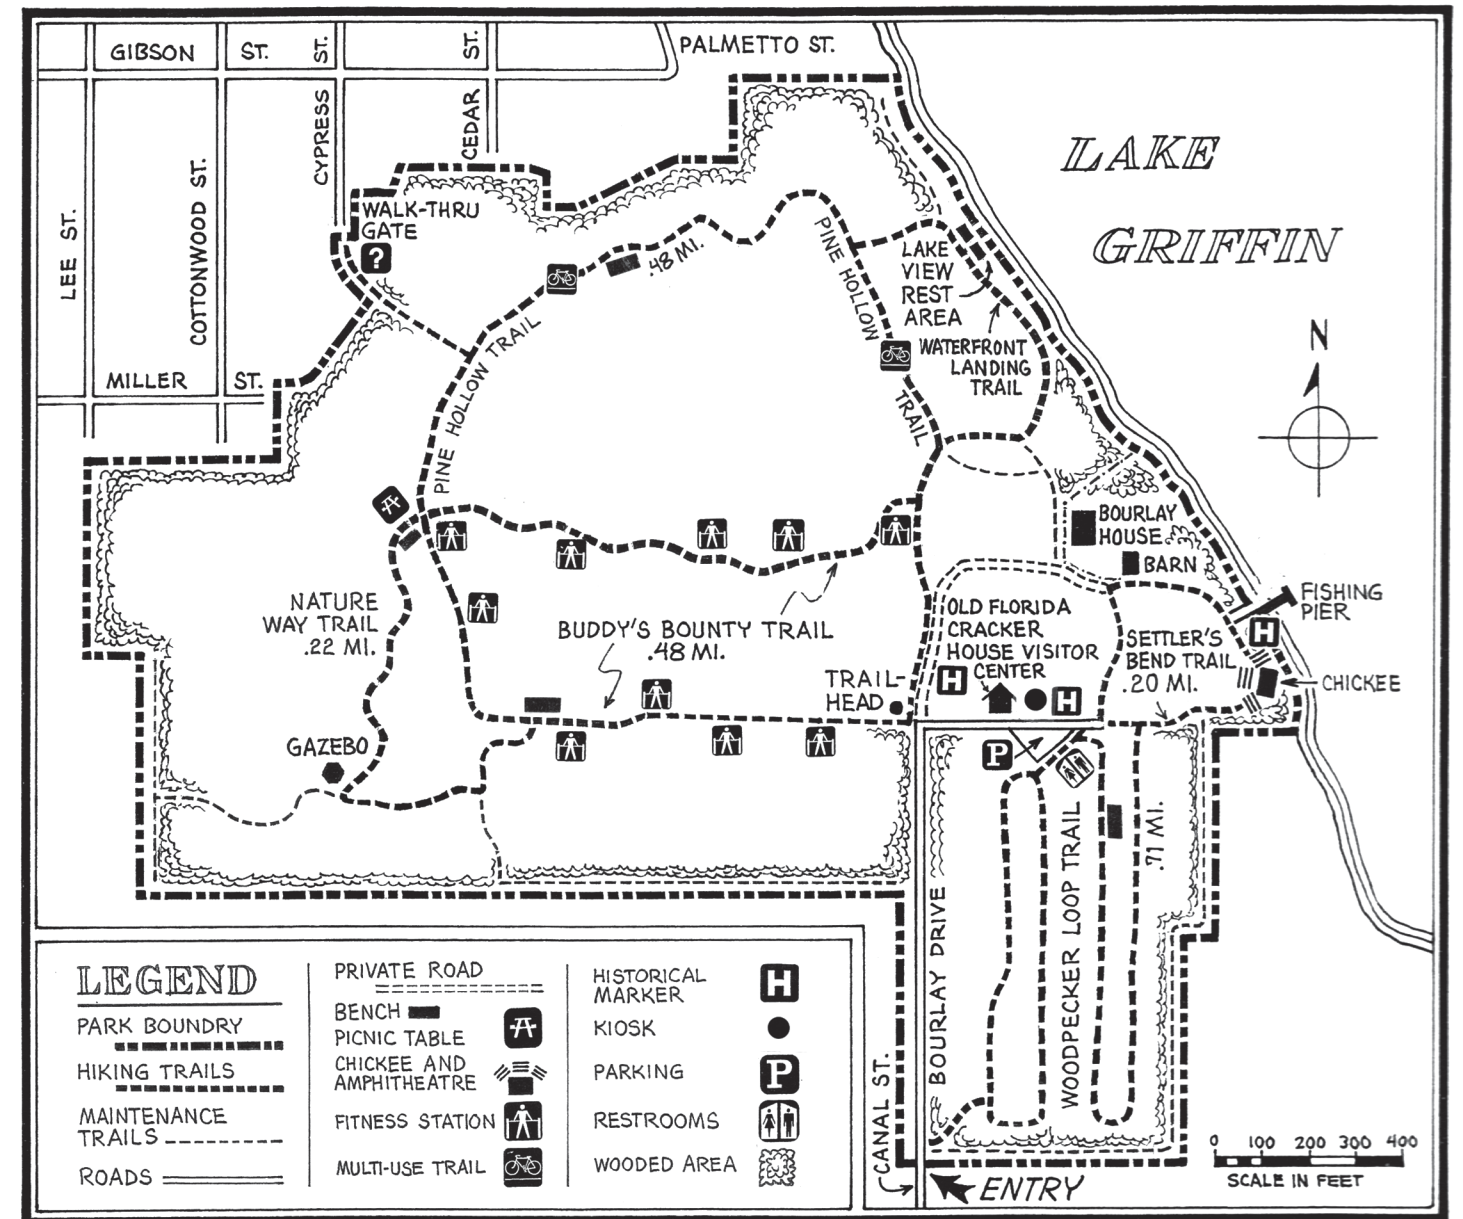 GIBSON ST.
CYPRESS ST.
CEDAR ST.
PALMETTO ST.
LEE ST.
COTTONWOOD ST.
MILLER ST.
LAKE
GRIFFIN
N
WALK-THRU
GATE
?
.48 MI.
PINE HOLLOW TRAIL
PINE HOLLOW TRAIL
LAKE
VIEW
REST
AREA
WATERFRONT
LANDING
TRAIL
BOURLAY
HOUSE
BARN
FISHING
PIER
H
CHICKEE
SETTLER'S
BEND TRAIL
.20 MI.
OLD FLORIDA
CRACKER
HOUSE VISITOR
CENTER
H
H
TRAIL-
HEAD
NATURE
WAY TRAIL
.22 MI.
BUDDY'S BOUNTY TRAIL
.48 MI.
GAZEBO
P
WOODPECKER LOOP TRAIL
.71 MI.
BOURLAY DRIVE
CANAL ST.
ENTRY
0 100 200 300 400
SCALE IN FEET
LEGEND
PARK BOUNDRY
HIKING TRAILS
MAINTENANCE
TRAILS
ROADS
PRIVATE ROAD
BENCH
PICNIC TABLE
CHICKEE AND
AMPHITHEATRE
FITNESS STATION
MULTI-USE TRAIL
HISTORICAL
MARKER
H
KIOSK
PARKING
P
RESTROOMS
WOODED AREA